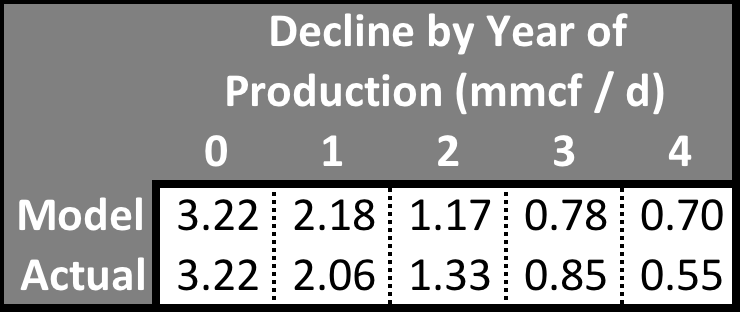 Decline by Year of
Production (mmcf / d)
0 1 2 3 4
Model 3.22 2.18 1.17 0.78 0.70
Actual 3.22 2.06 1.33 0.85 0.55